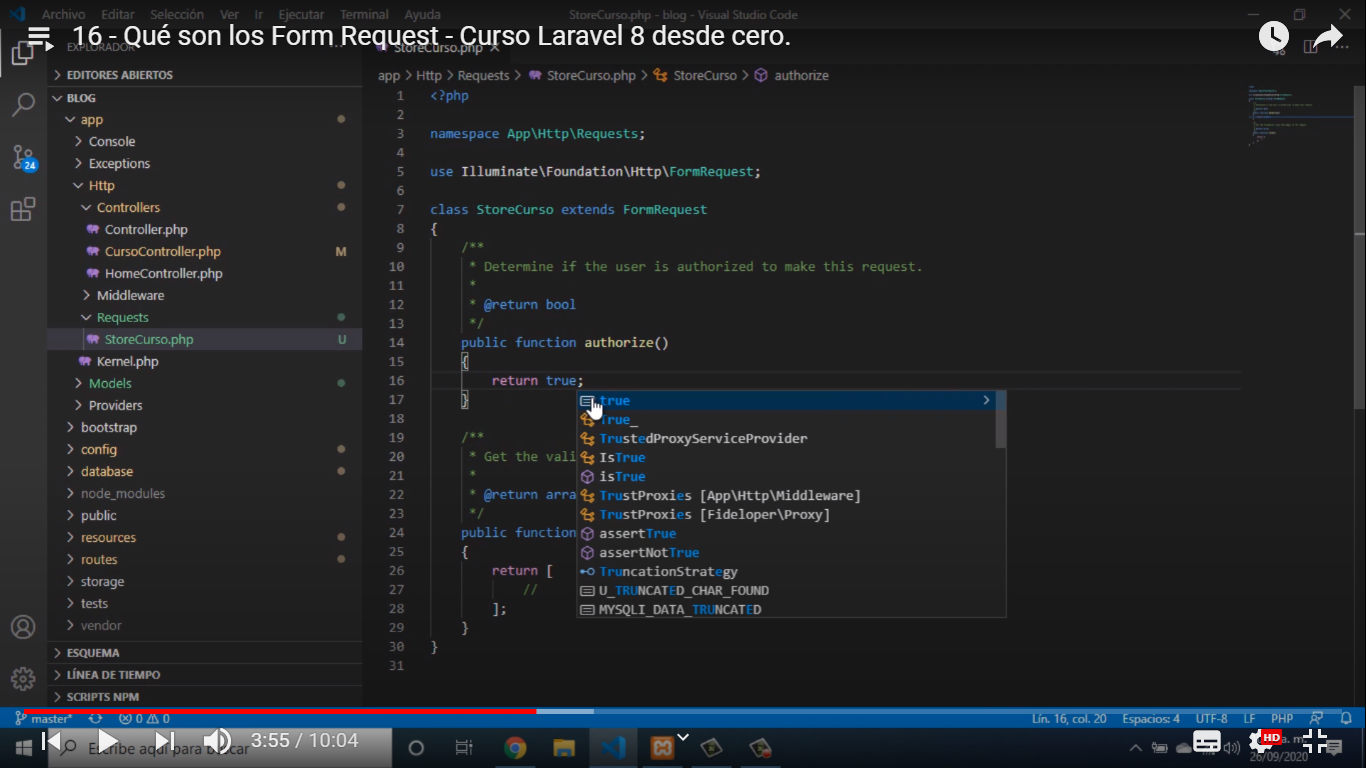 Archivo Editar Selección Ver Ir Ejecutar Terminal Ayuda StoreCurso.php - blog - Visual Studio Code
16 - Qué son los Form Request - Curso Laravel 8 desde cero.
EXPLORADOR
StoreCurso.php
EDITORES ABIERTOS
app > Http > Requests > StoreCurso.php > StoreCurso > authorize
BLOG
app
Console
Exceptions
Http
Controllers
Controller.php
CursoController.php M
HomeController.php
Middleware
Requests
StoreCurso.php U
Kernel.php
Models
Providers
bootstrap
config
database
node_modules
public
resources
routes
storage
tests
vendor
ESQUEMA
LÍNEA DE TIEMPO
SCRIPTS NPM
24
1 <?php
2
3 namespace App\Http\Requests;
4
5 use Illuminate\Foundation\Http\FormRequest;
6
7 class StoreCurso extends FormRequest
8 {
9 /**
10 * Determine if the user is authorized to make this request.
11 *
12 * @return bool
13 */
14 public function authorize()
15 {
16 return true;
17 }
18
19 /**
20 * Get the vali
21 *
22 * @return arra
23 */
24 public function
25 {
26 return [
27 //
28 ];
29 }
30 }
31
true
True_
TrustedProxyServiceProvider
IsTrue
isTrue
TrustProxies [App\Http\Middleware]
TrustProxies [Fideloper\Proxy]
assertTrue
assertNotTrue
TruncationStrategy
U_TRUNCATED_CHAR_FOUND
MYSQLI_DATA_TRUNCATED
master* 0 0 Lín. 16, col. 20 Espacios: 4 UTF-8 LF PHP
Escribe aquí para buscar
3:55 / 10:04
HD
a. m.
26/09/2020